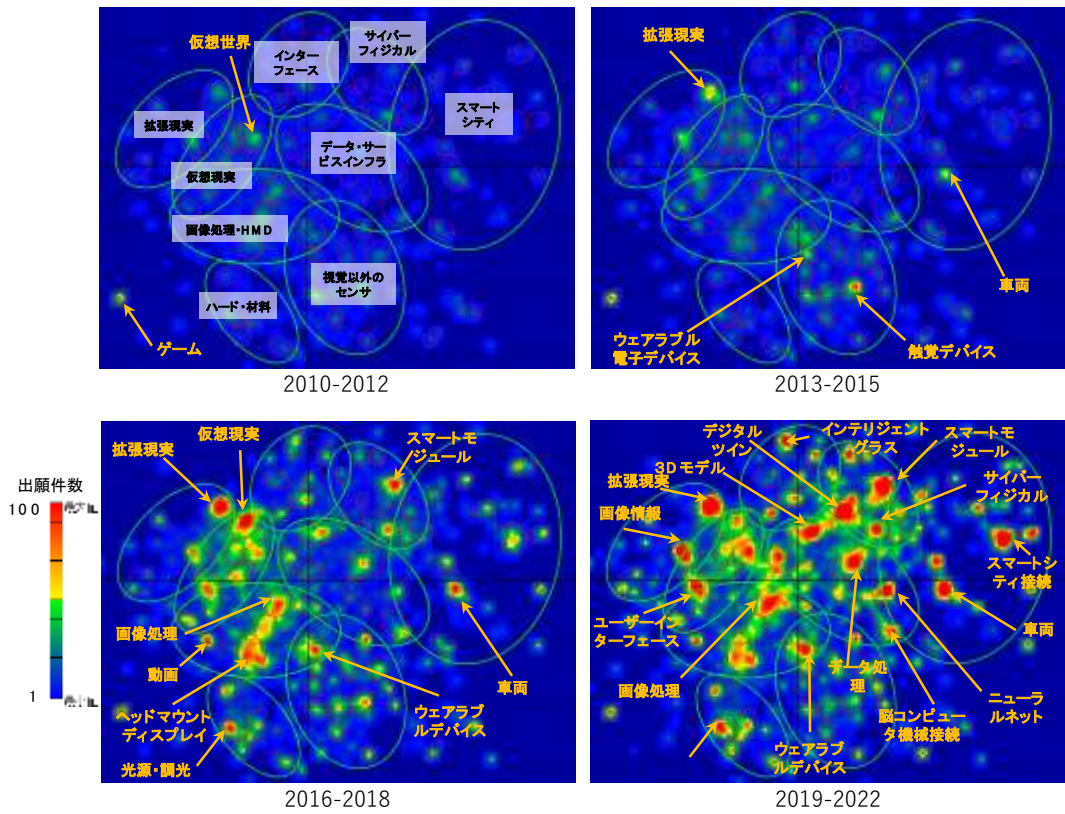 仮想世界
サイバー
フィジカル
インター
フェース
スマート
シティ
拡張現実
データ・サー
ビスインフラ
仮想現実
画像処理・HMD
視覚以外の
センサ
ハード・材料
ゲーム
2010-2012
拡張現実
車両
ウェアラブル
電子デバイス
触覚デバイス
2013-2015
出願件数
100
1
仮想現実
拡張現実
スマートモ
ジュール
画像処理
動画
車両
ヘッドマウント
ディスプレイ
ウェアラブ
ルデバイス
光源・調光
2016-2018
デジタル
ツイン
インテリジェント
グラス
スマートモ
ジュール
3Dモデル
拡張現実
サイバー
フィジカル
画像情報
スマートシ
ティ接続
ユーザーイン
ターフェース
車両
データ処
理
画像処理
ニューラ
ルネット
脳コンピュー
タ機械接続
ウェアラブ
ルデバイス
2019-2022